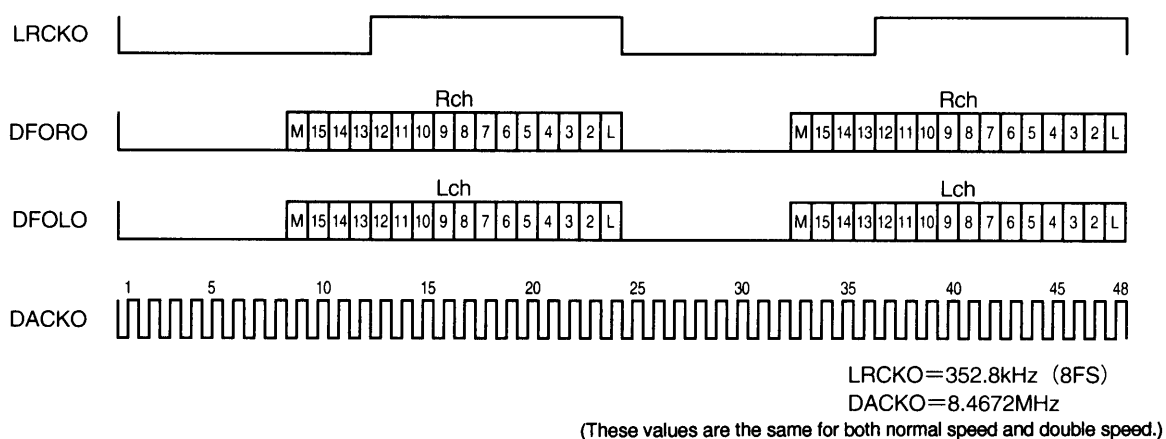 LRCKO
Rch Rch
DFORO M 15 14 13 12 11 10 9 8 7 6 5 4 3 2 L M 15 14 13 12 11 10 9 8 7 6 5 4 3 2 L
Lch Lch
DFOLO M 15 14 13 12 11 10 9 8 7 6 5 4 3 2 L M 15 14 13 12 11 10 9 8 7 6 5 4 3 2 L
1 5 10 15 20 25 30 35 40 45 48
DACKO
LRCKO=352.8kHz (8FS)
DACKO=8.4672MHz
(These values are the same for both normal speed and double speed.)